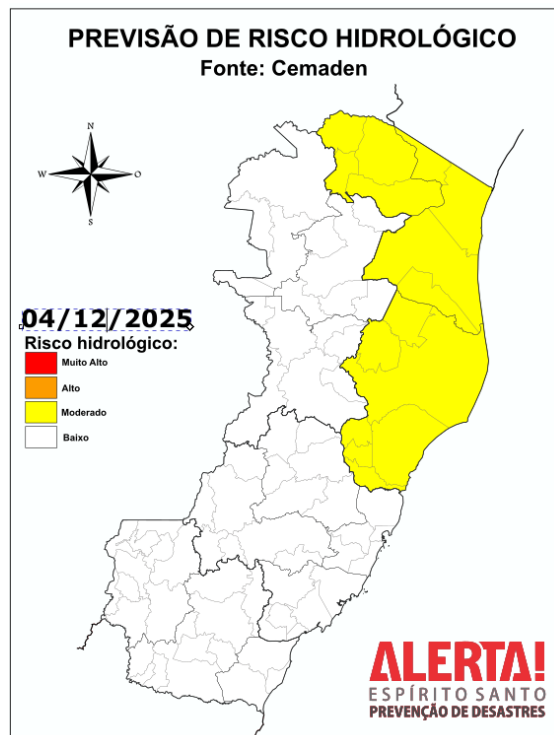 PREVISÃO DE RISCO HIDROLÓGICO
Fonte: Cemaden
N
W
O
S
04/12/2025
Risco hidrológico:
Muito Alto
Alto
Moderado
Baixo
ALERTA!
ESPÍRITO SANTO
PREVENÇÃO DE DESASTRES